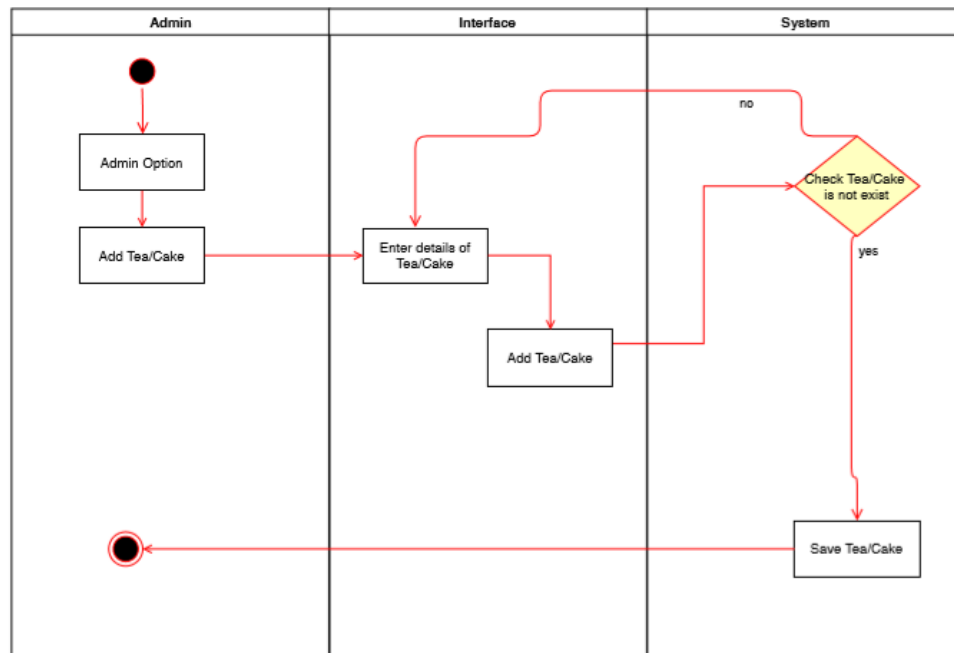 Admin
Interface
System
no
Admin Option
Check Tea/Cake
is not exist
Add Tea/Cake
Enter details of
Tea/Cake
yes
Add Tea/Cake
Save Tea/Cake